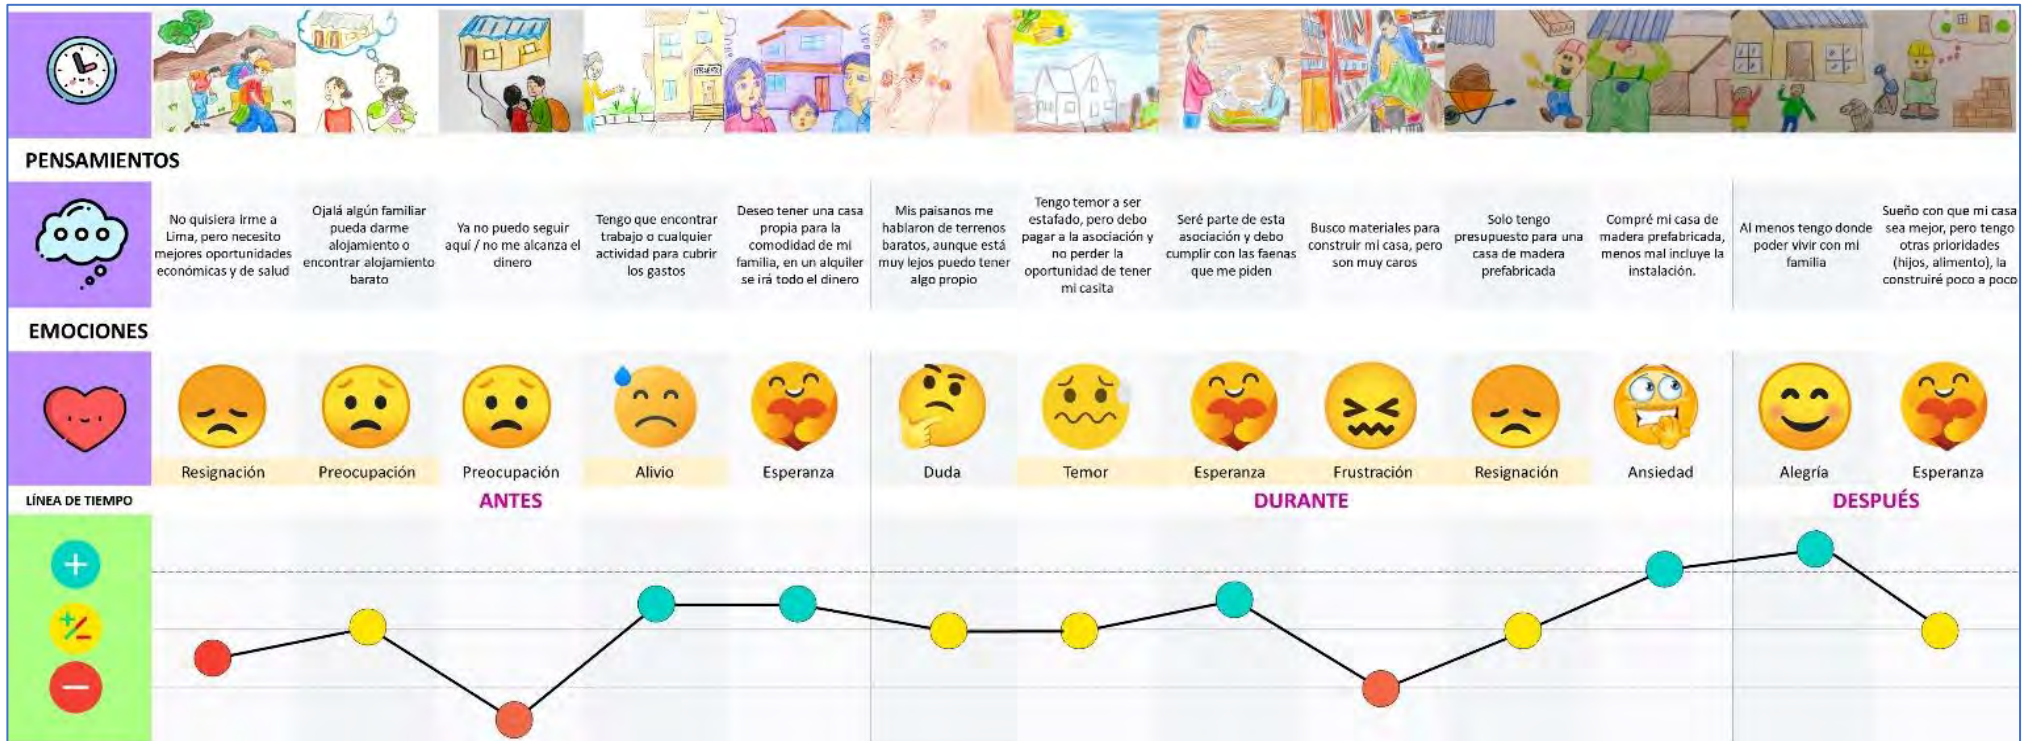 PENSAMIENTOS
No quisiera irme a
Lima, pero necesito
mejores oportunidades
económicas y de salud
Ojalá algún familiar
pueda darme
alojamiento o
encontrar alojamiento
barato
Ya no puedo seguir
aquí / no me alcanza el
dinero
Tengo que encontrar
trabajo o cualquier
actividad para cubrir
los gastos
Deseo tener una casa
propia para la
comodidad de mi
familia, en un alquiler
se irá todo el dinero
Mis paisanos me
hablaron de terrenos
baratos, aunque está
muy lejos puedo tener
algo propio
Tengo temor a ser
estafado, pero debo
pagar a la asociación y
no perder la
oportunidad de tener
mi casita
Seré parte de esta
asociación y debo
cumplir con las faenas
que me piden
Busco materiales para
construir mi casa, pero
son muy caros
Solo tengo
presupuesto para una
casa de madera
prefabricada
Compré mi casa de
madera prefabricada,
menos mal incluye la
instalación.
Al menos tengo donde
poder vivir con mi
familia
Sueño con que mi casa
sea mejor, pero tengo
otras prioridades
(hijos, alimento), la
construiré poco a poco
EMOCIONES
Resignación
Preocupación
Preocupación
Alivio
Esperanza
Duda
Temor
Esperanza
Frustración
Resignación
Ansiedad
Alegría
Esperanza
LÍNEA DE TIEMPO
ANTES
DURANTE
DESPUÉS